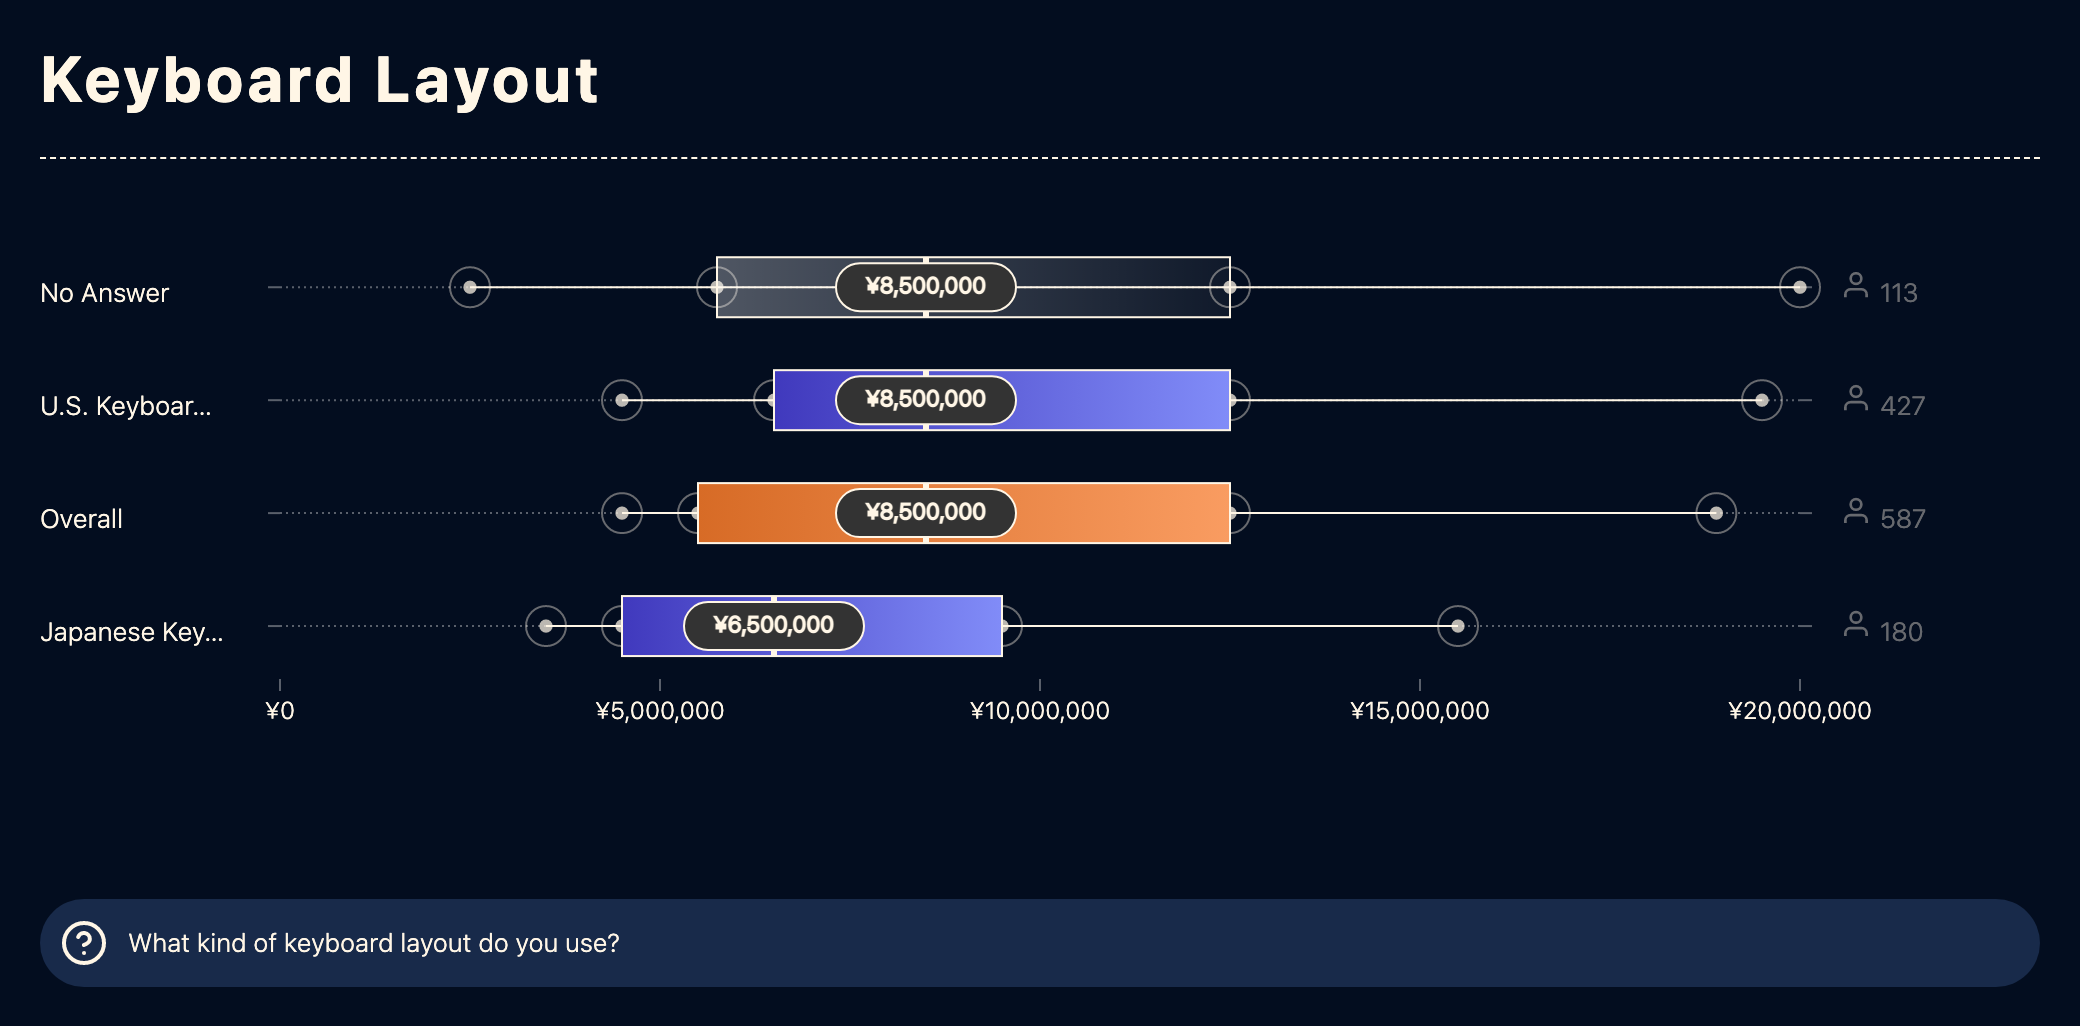 Keyboard Layout
No Answer
¥8,500,000
113
U.S. Keyboar...
¥8,500,000
427
Overall
¥8,500,000
587
Japanese Key...
¥6,500,000
180
¥0
¥5,000,000
¥10,000,000
¥15,000,000
¥20,000,000
What kind of keyboard layout do you use?